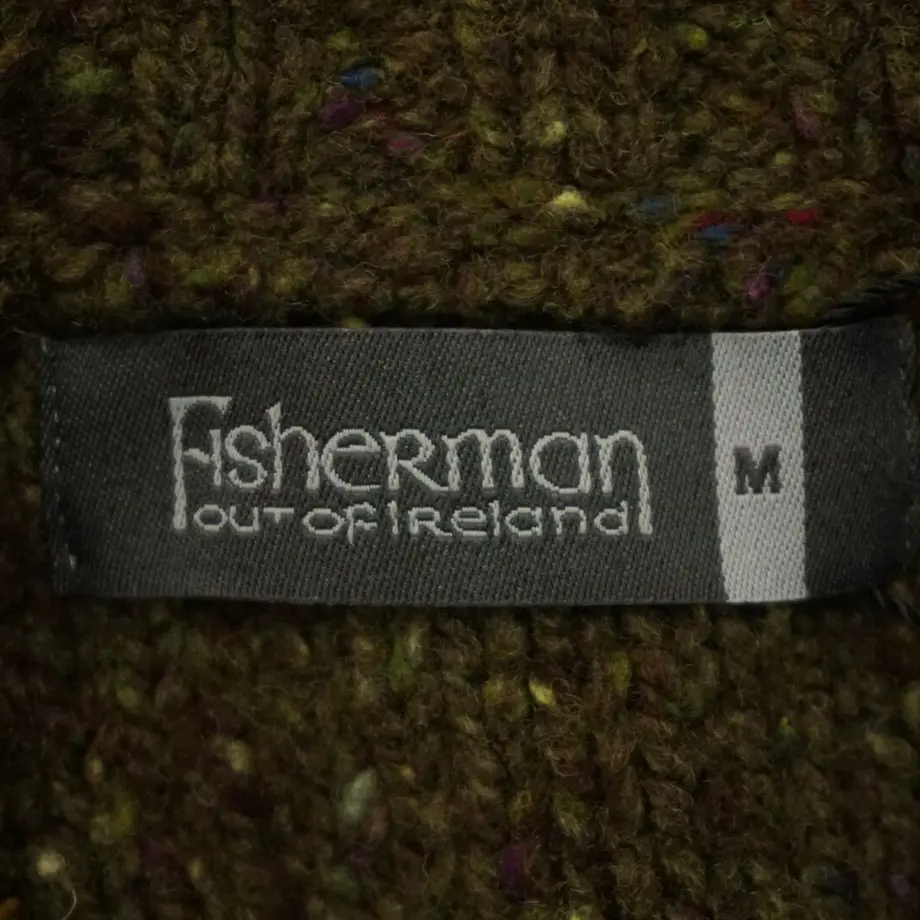 Fisherman
out of Ireland
M